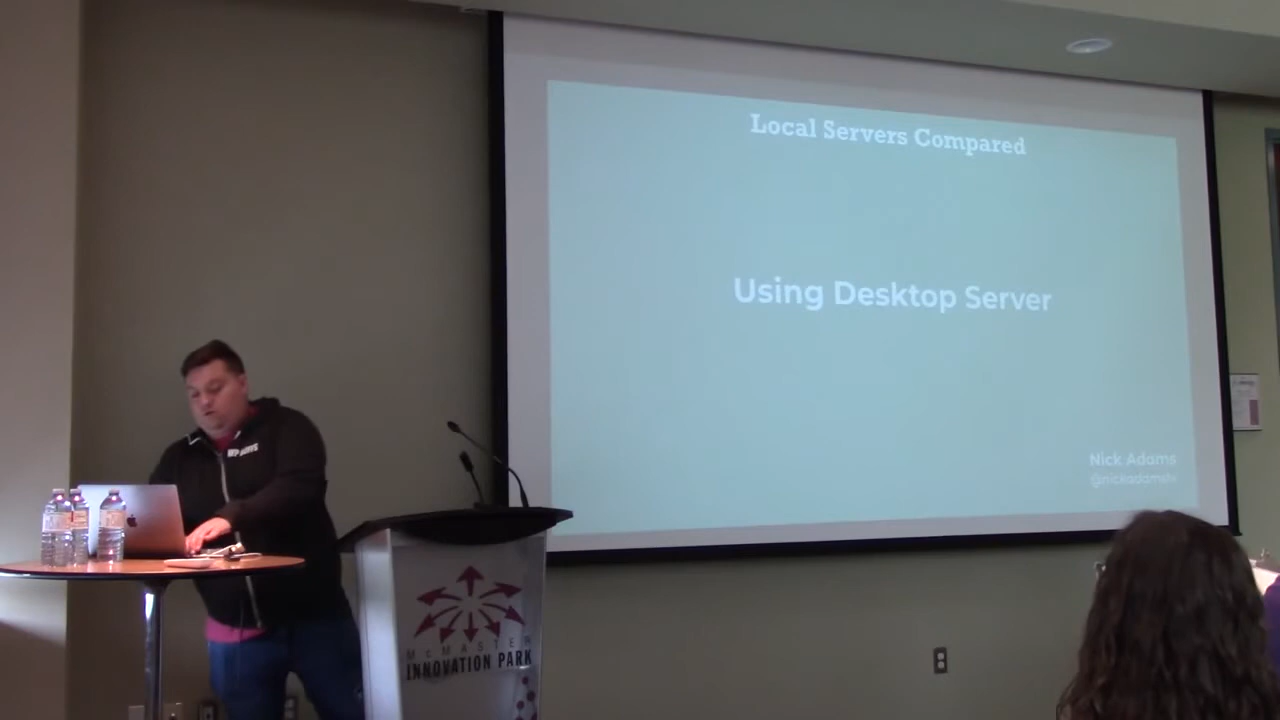 Local Servers Compared
Using Desktop Server
Nick Adams
McMASTER
INNOVATION PARK